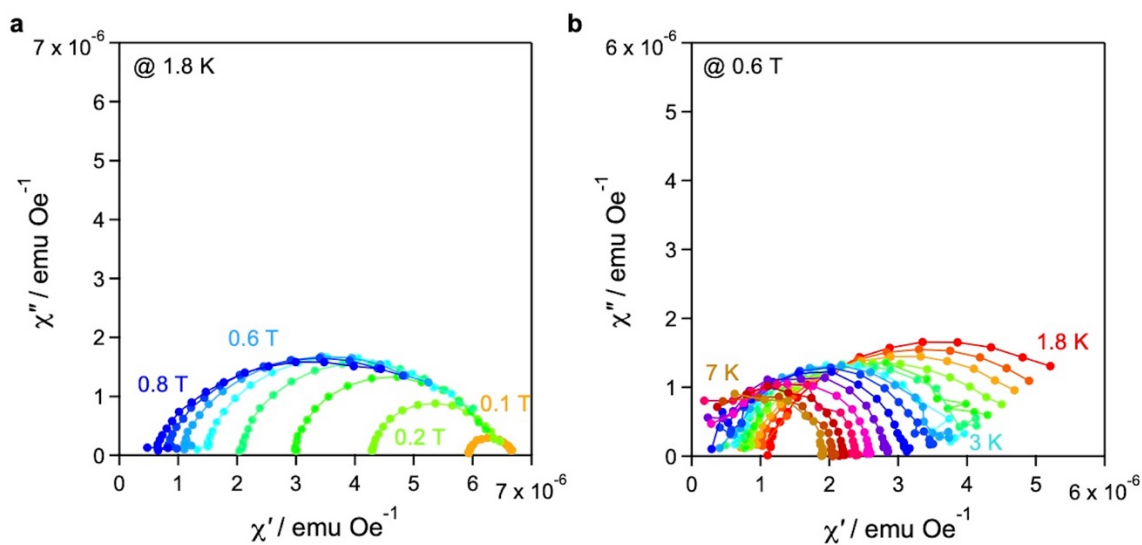 a
7 x 10⁻⁶
@ 1.8 K
6
5
4
3
2
1
0
χ″ / emu Oe⁻¹
0.6 T
0.8 T
0.2 T
0.1 T
0 1 2 3 4 5 6 7 x 10⁻⁶
χ′ / emu Oe⁻¹
b
6 x 10⁻⁶
@ 0.6 T
5
4
3
2
1
0
χ″ / emu Oe⁻¹
1.8 K
7 K
3 K
0 1 2 3 4 6 x 10⁻⁶
χ′ / emu Oe⁻¹